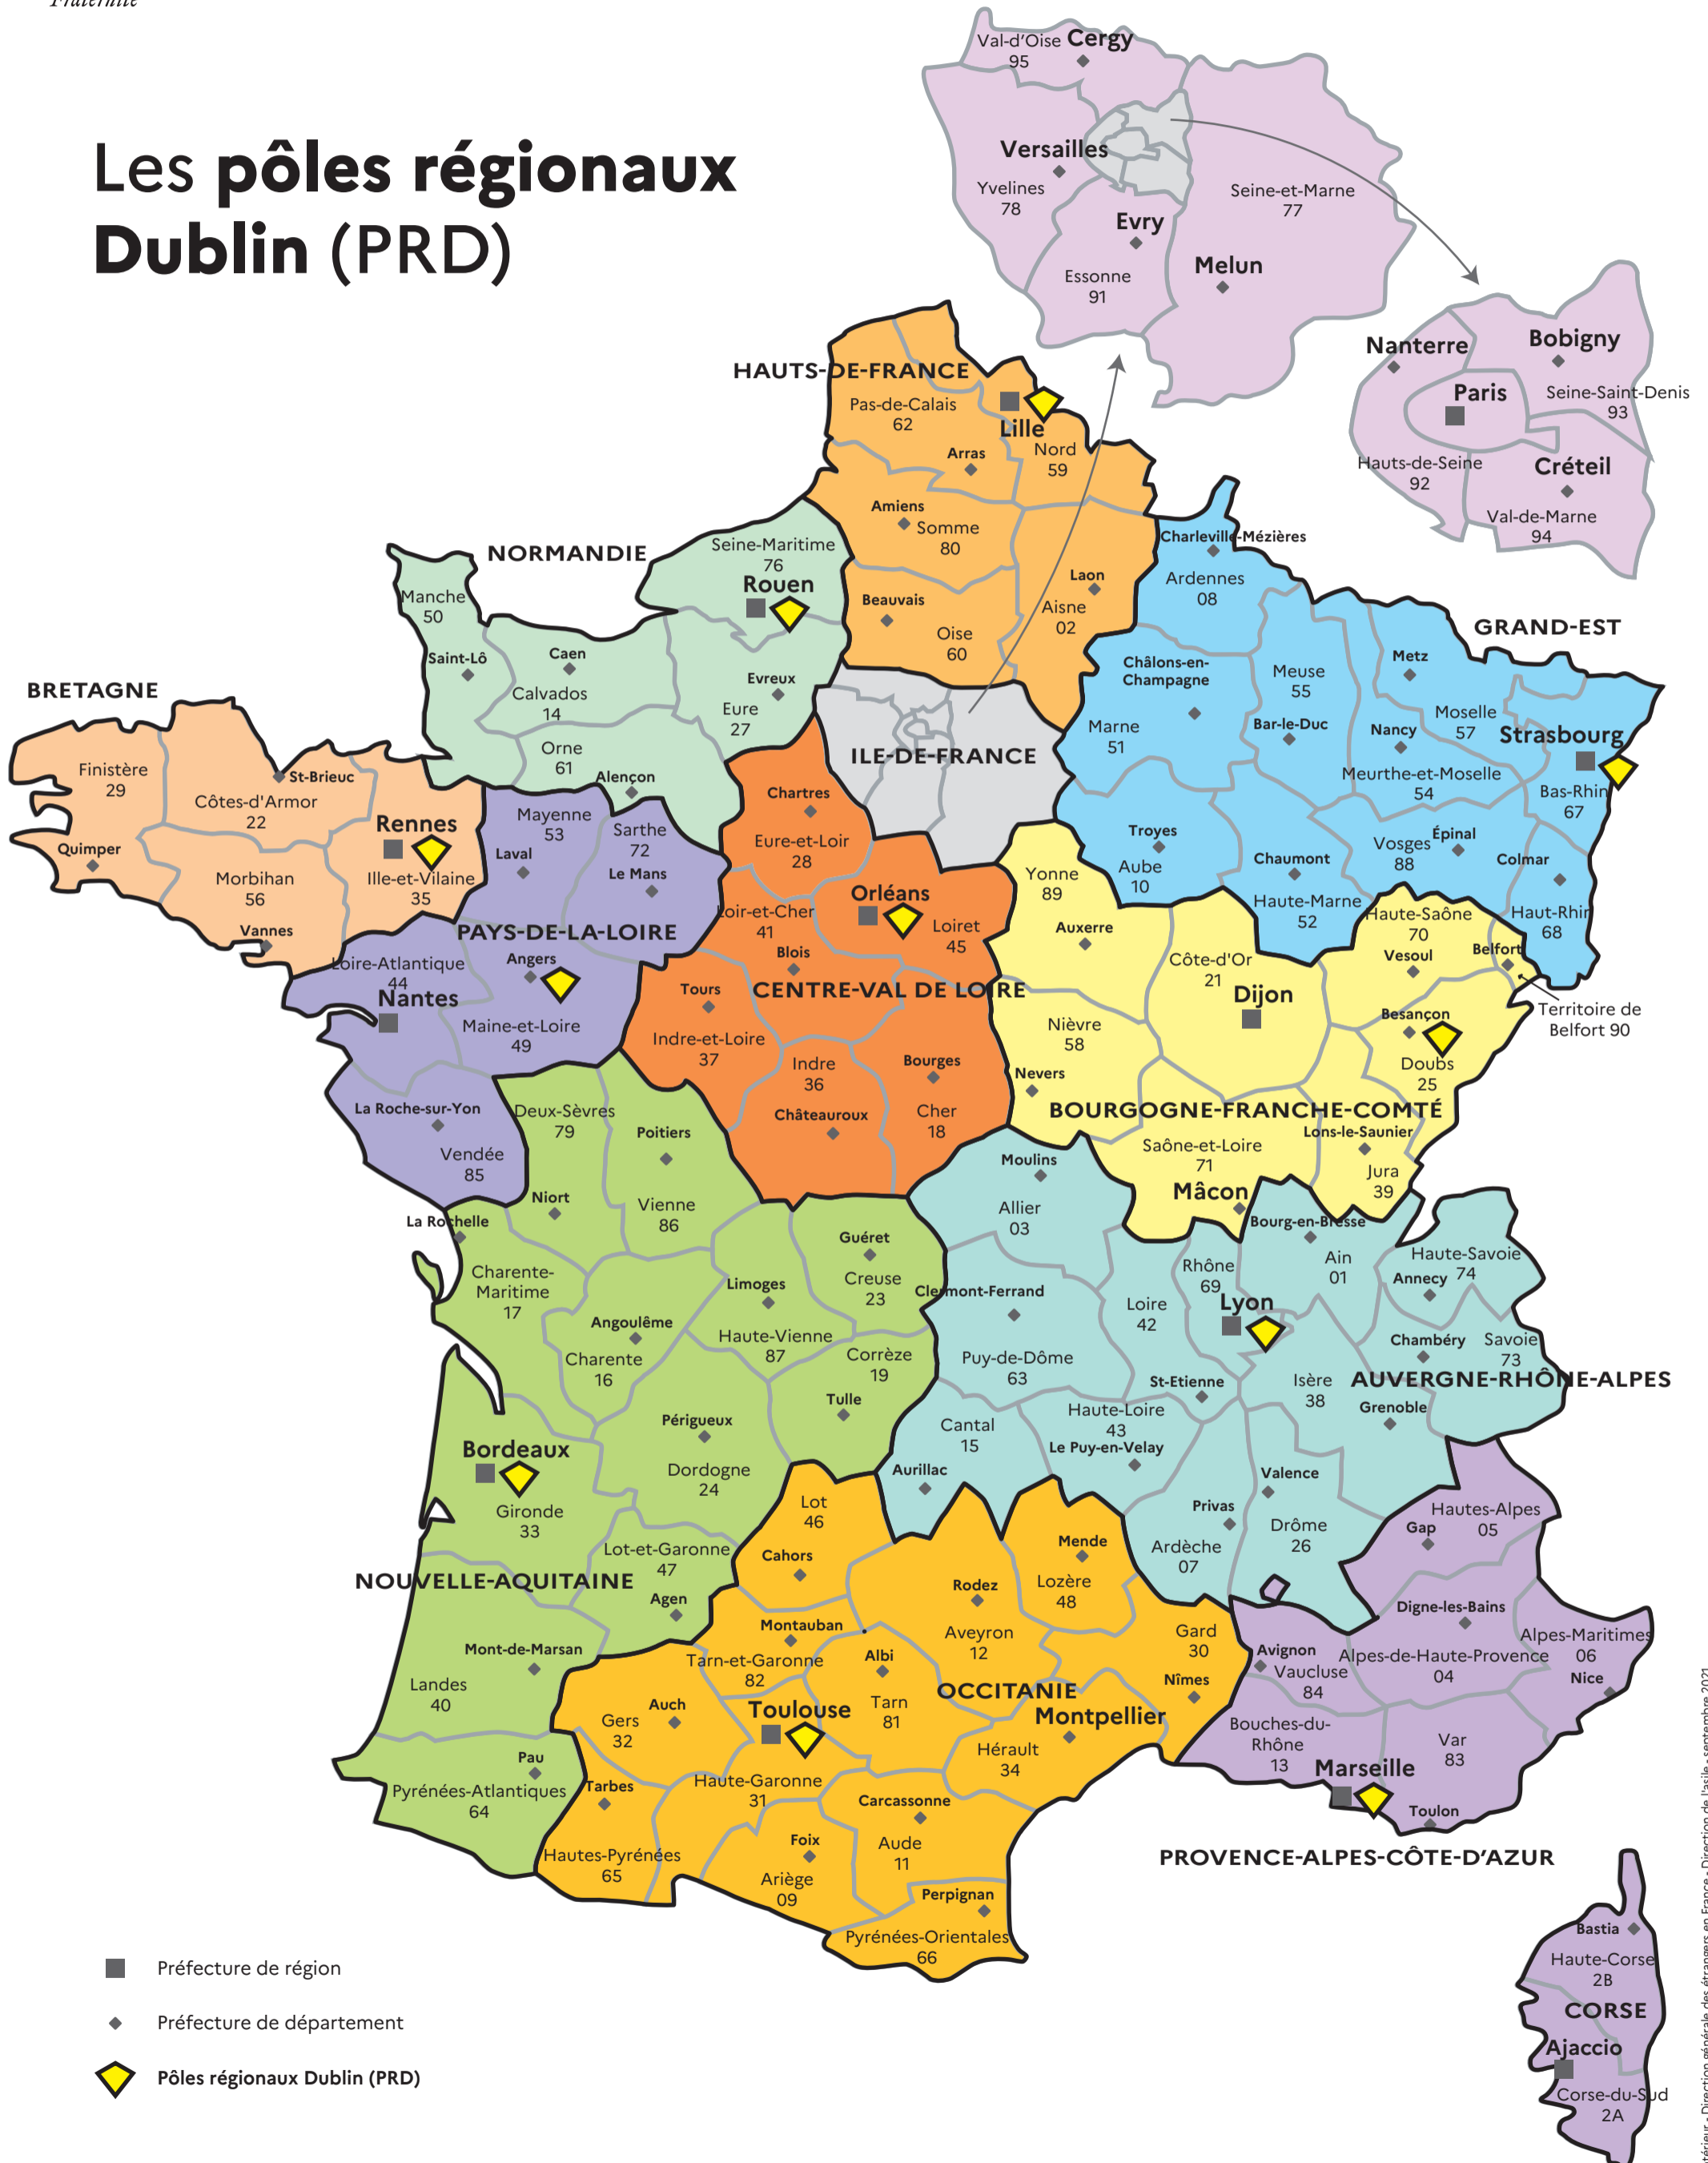 Fraternité
Les pôles régionaux
Dublin (PRD)
Val-d'Oise
95
Cergy
Versailles
Yvelines
78
Evry
Essonne
91
Seine-et-Marne
77
Melun
Nanterre
Bobigny
Paris
Seine-Saint-Denis
93
Hauts-de-Seine
92
Créteil
Val-de-Marne
94
HAUTS-DE-FRANCE
Pas-de-Calais
62
Lille
Nord
59
Arras
Amiens
Somme
80
Laon
Aisne
02
Beauvais
Oise
60
NORMANDIE
Seine-Maritime
76
Rouen
Manche
50
Saint-Lô
Caen
Calvados
14
Evreux
Eure
27
Orne
61
Alençon
ILE-DE-FRANCE
GRAND-EST
Charleville-Mézières
Ardennes
08
Châlons-en-
Champagne
Marne
51
Meuse
55
Bar-le-Duc
Metz
Nancy
Moselle
57
Strasbourg
Meurthe-et-Moselle
54
Bas-Rhin
67
Troyes
Aube
10
Chaumont
Haute-Marne
52
Vosges
88
Épinal
Colmar
Haut-Rhin
68
BRETAGNE
Finistère
29
St-Brieuc
Côtes-d'Armor
22
Quimper
Rennes
Ille-et-Vilaine
35
Morbihan
56
Vannes
PAYS-DE-LA-LOIRE
Mayenne
53
Laval
Sarthe
72
Le Mans
Loire-Atlantique
44
Nantes
Angers
Maine-et-Loire
49
La Roche-sur-Yon
Vendée
85
CENTRE-VAL DE LOIRE
Chartres
Eure-et-Loir
28
Orléans
Loiret
45
Loir-et-Cher
41
Blois
Tours
Indre-et-Loire
37
Indre
36
Châteauroux
Bourges
Cher
18
BOURGOGNE-FRANCHE-COMTÉ
Yonne
89
Auxerre
Côte-d'Or
21
Dijon
Haute-Saône
70
Vesoul
Belfort
Territoire de
Belfort 90
Besançon
Doubs
25
Nièvre
58
Nevers
Saône-et-Loire
71
Mâcon
Lons-le-Saunier
Jura
39
NOUVELLE-AQUITAINE
Deux-Sèvres
79
Niort
Poitiers
Vienne
86
La Rochelle
Charente-
Maritime
17
Angoulême
Charente
16
Limoges
Haute-Vienne
87
Guéret
Creuse
23
Corrèze
19
Tulle
Périgueux
Dordogne
24
Bordeaux
Gironde
33
Lot-et-Garonne
47
Agen
Mont-de-Marsan
Landes
40
Pau
Pyrénées-Atlantiques
64
AUVERGNE-RHÔNE-ALPES
Moulins
Allier
03
Clermont-Ferrand
Puy-de-Dôme
63
Loire
42
Rhône
69
Lyon
Bourg-en-Bresse
Ain
01
Haute-Savoie
74
Annecy
Chambéry
Savoie
73
St-Etienne
Isère
38
Grenoble
Cantal
15
Aurillac
Haute-Loire
43
Le Puy-en-Velay
Valence
Privas
Ardèche
07
Drôme
26
OCCITANIE
Lot
46
Cahors
Mende
Lozère
48
Rodez
Aveyron
12
Montauban
Tarn-et-Garonne
82
Albi
Tarn
81
Gard
30
Nîmes
Auch
Gers
32
Toulouse
Haute-Garonne
31
Montpellier
Hérault
34
Tarbes
Hautes-Pyrénées
65
Foix
Ariège
09
Carcassonne
Aude
11
Perpignan
Pyrénées-Orientales
66
PROVENCE-ALPES-CÔTE-D'AZUR
Hautes-Alpes
05
Gap
Digne-les-Bains
Alpes-de-Haute-Provence
04
Alpes-Maritimes
06
Nice
Avignon
Vaucluse
84
Bouches-du-
Rhône
13
Marseille
Var
83
Toulon
CORSE
Bastia
Haute-Corse
2B
Ajaccio
Corse-du-Sud
2A
Préfecture de région
Préfecture de département
Pôles régionaux Dublin (PRD)
Direction générale des étrangers en France - Direction de l'asile - septembre 2021